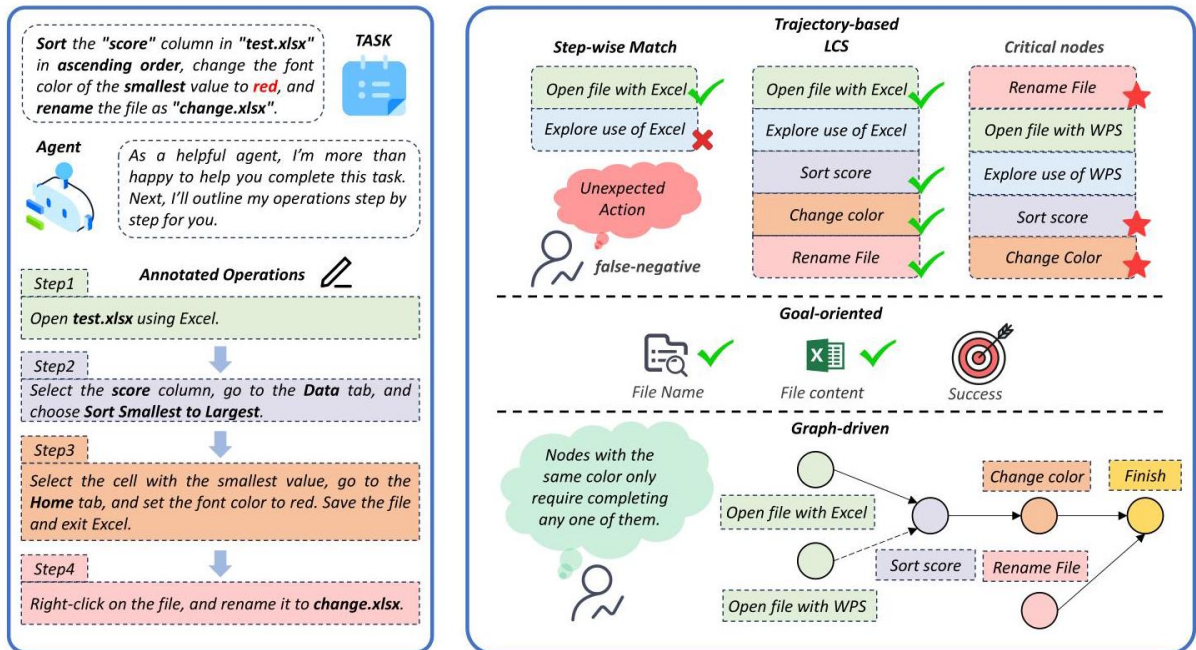 Sort the "score" column in "test.xlsx"
in ascending order, change the font
color of the smallest value to red, and
rename the file as "change.xlsx".
TASK
Agent
As a helpful agent, I'm more than
happy to help you complete this task.
Next, I'll outline my operations step by
step for you.
Annotated Operations
Step1
Open test.xlsx using Excel.
Step2
Select the score column, go to the Data tab, and
choose Sort Smallest to Largest.
Step3
Select the cell with the smallest value, go to the
Home tab, and set the font color to red. Save the file
and exit Excel.
Step4
Right-click on the file, and rename it to change.xlsx.
Step-wise Match
Open file with Excel
Explore use of Excel
Unexpected
Action
false-negative
Trajectory-based
LCS
Open file with Excel
Explore use of Excel
Sort score
Change color
Rename File
Critical nodes
Rename File
Open file with WPS
Explore use of WPS
Sort score
Change Color
Goal-oriented
File Name
X
File content
Success
Graph-driven
Nodes with the
same color only
require completing
any one of them.
Open file with Excel
Open file with WPS
Sort score
Change color
Rename File
Finish